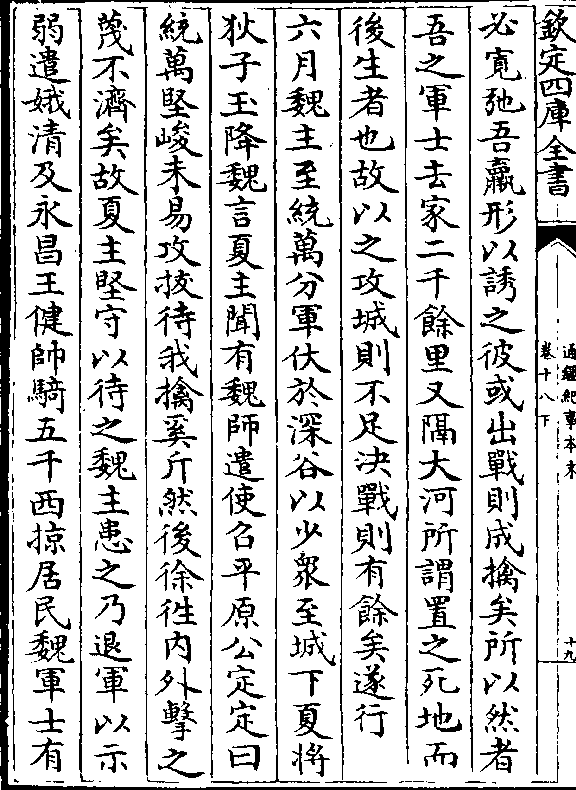 欽定四庫全書
通鑑紀事本末
卷十八下
十九
必寛弛吾羸形以誘之彼或出戰則成擒矣所以然者
吾之軍士去家二千餘里又隔大河所謂置之死地而
後生者也故以之攻城則不足決戰則有餘矣遂行
六月魏主至統萬分軍伏於深谷以少衆至城下夏將
狄子玉降魏言夏主聞有魏師遣使召平原公定定曰
統萬堅峻未易攻拔待我擒奚斤然後徐徃内外擊之
蔑不濟矣故夏主堅守以待之魏主患之乃退軍以示
弱遣娥清及永昌王健帥騎五千西掠居民魏軍士有